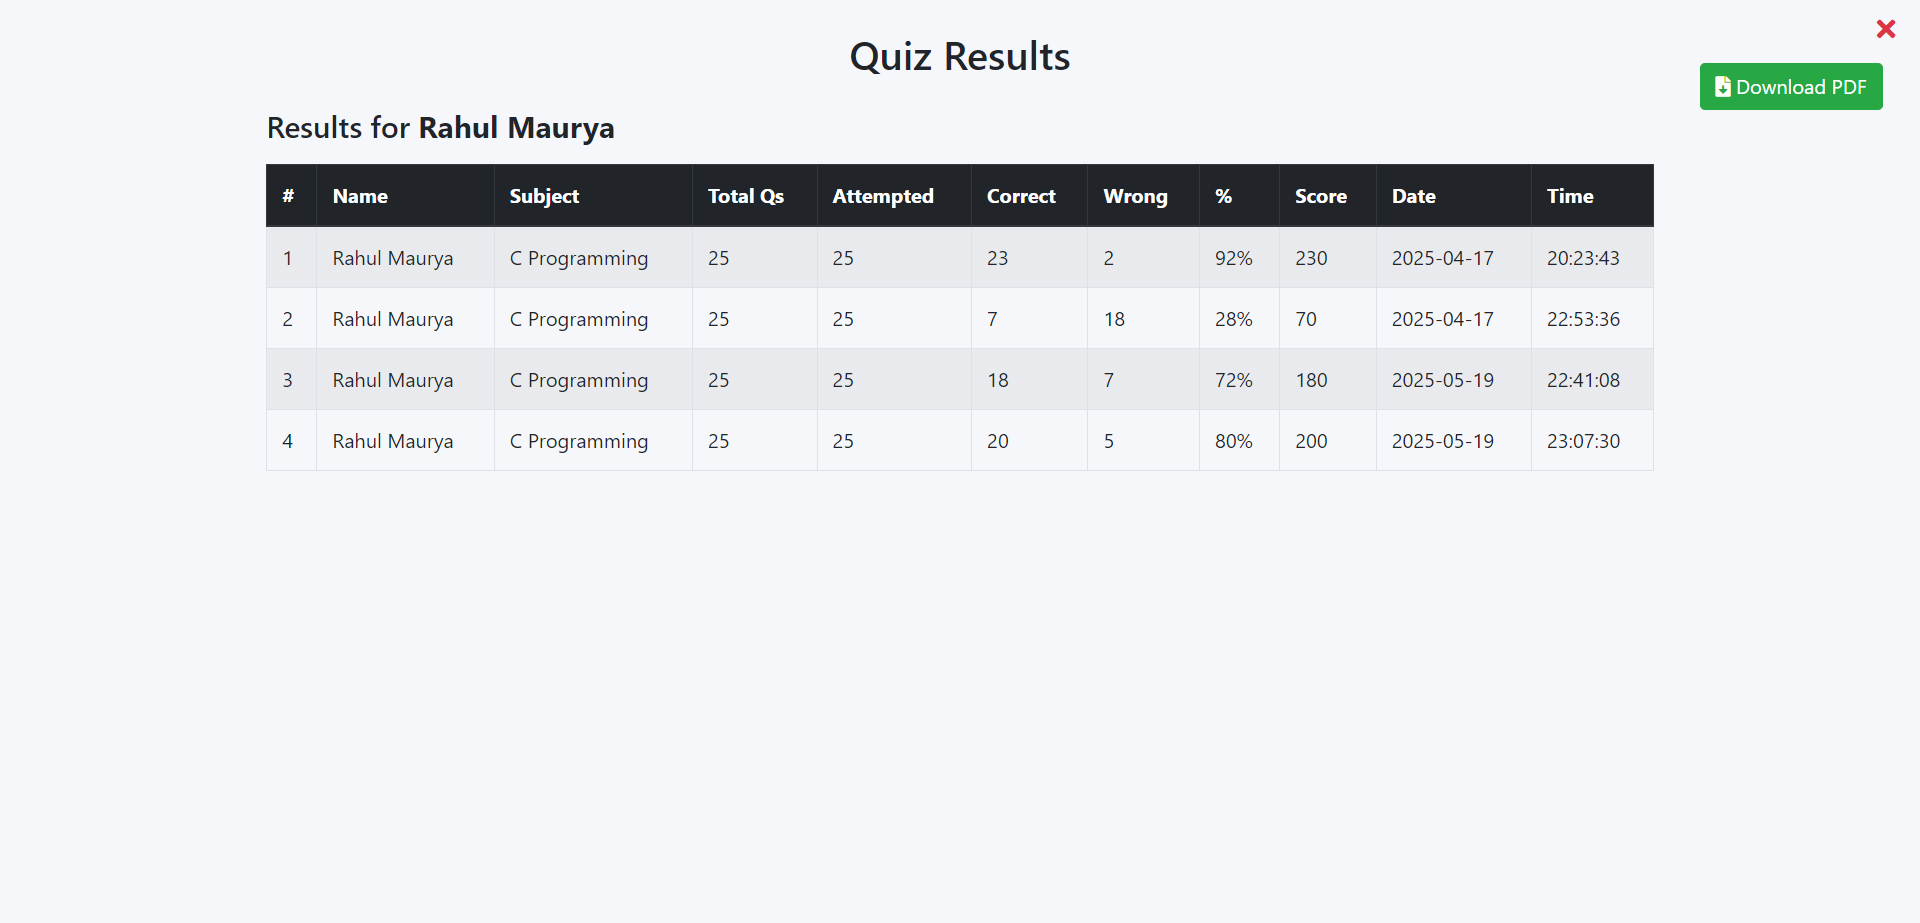 Quiz Results
Download PDF
Results for Rahul Maurya
# Name Subject Total Qs Attempted Correct Wrong % Score Date Time
1 Rahul Maurya C Programming 25 25 23 2 92% 230 2025-04-17 20:23:43
2 Rahul Maurya C Programming 25 25 7 18 28% 70 2025-04-17 22:53:36
3 Rahul Maurya C Programming 25 25 18 7 72% 180 2025-05-19 22:41:08
4 Rahul Maurya C Programming 25 25 20 5 80% 200 2025-05-19 23:07:30